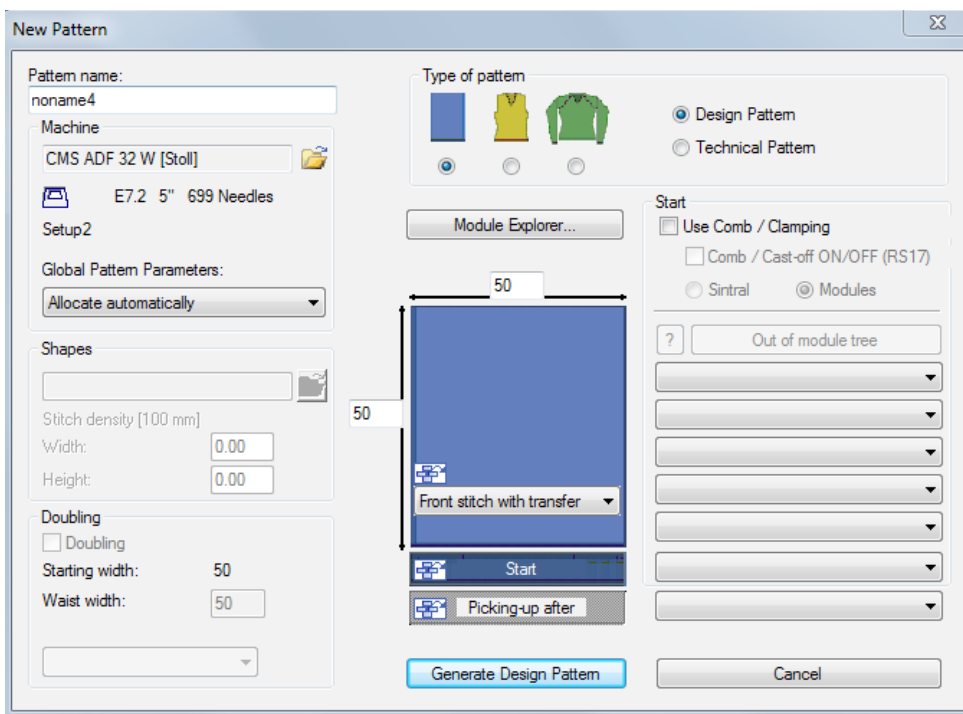 New Pattern
Pattern name:
noname4
Machine
CMS ADF 32 W [Stoll]
E7.2 5" 699 Needles
Setup2
Global Pattern Parameters:
Allocate automatically
Shapes
Stitch density [100 mm]
Width: 0.00
Height: 0.00
Doubling
Doubling
Starting width: 50
Waist width: 50
Type of pattern
Design Pattern
Technical Pattern
Module Explorer...
50
50
Front stitch with transfer
Start
Picking-up after
Generate Design Pattern
Start
Use Comb / Clamping
Comb / Cast-off ON/OFF (RS17)
Sintral Modules
? Out of module tree
Cancel